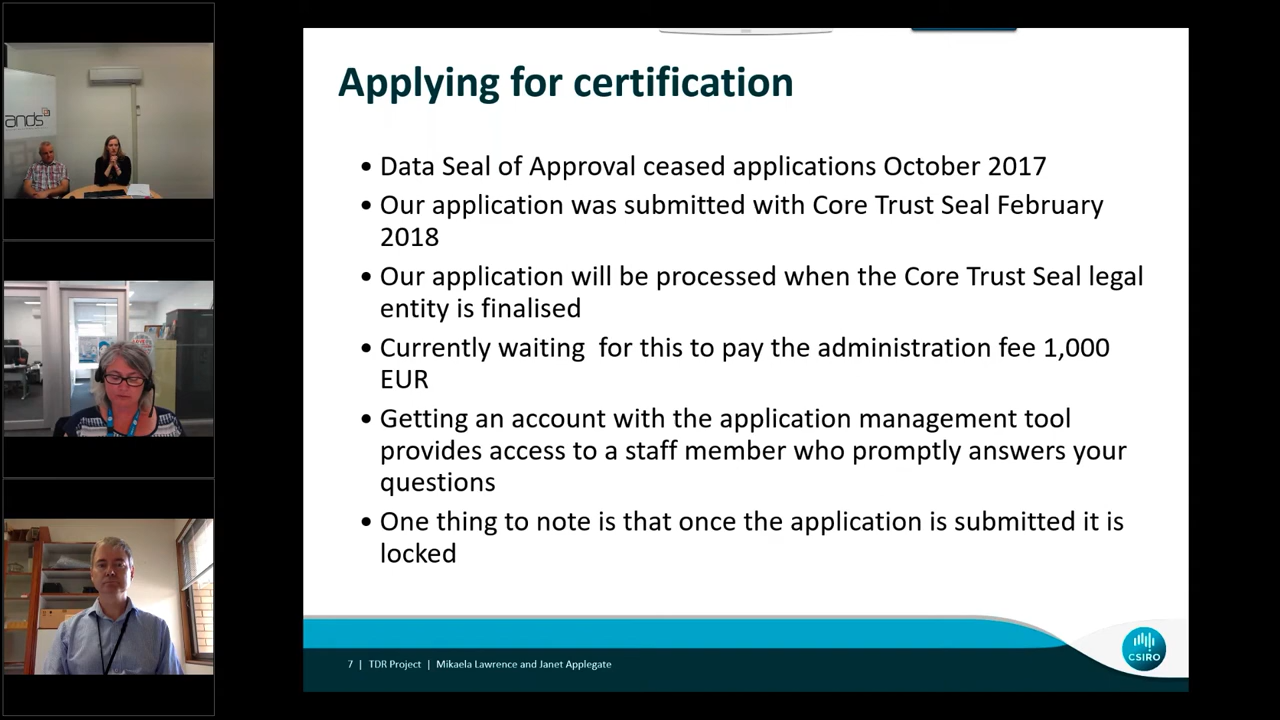 ands
Applying for certification
• Data Seal of Approval ceased applications October 2017
• Our application was submitted with Core Trust Seal February
2018
• Our application will be processed when the Core Trust Seal legal
entity is finalised
• Currently waiting  for this to pay the administration fee 1,000
EUR
• Getting an account with the application management tool
provides access to a staff member who promptly answers your
questions
• One thing to note is that once the application is submitted it is
locked
7 | TDR Project | Mikaela Lawrence and Janet Applegate
CSIRO